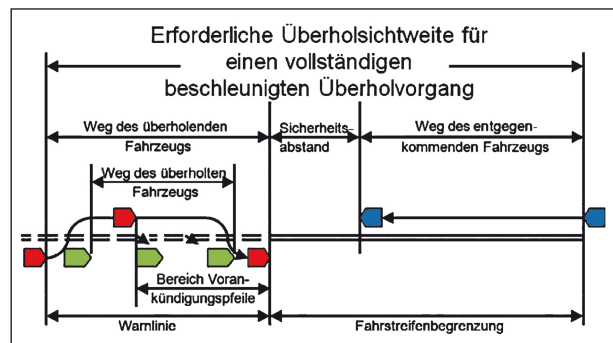 Erforderliche Überholsichtweite für
einen vollständigen
beschleunigten Überholvorgang
Weg des überholenden
Fahrzeugs
Sicherheits-
abstand
Weg des entgegen-
kommenden Fahrzeugs
Weg des überholten
Fahrzeugs
Bereich Voran-
kündigungspfeile
Warnlinie
Fahrstreifenbegrenzung